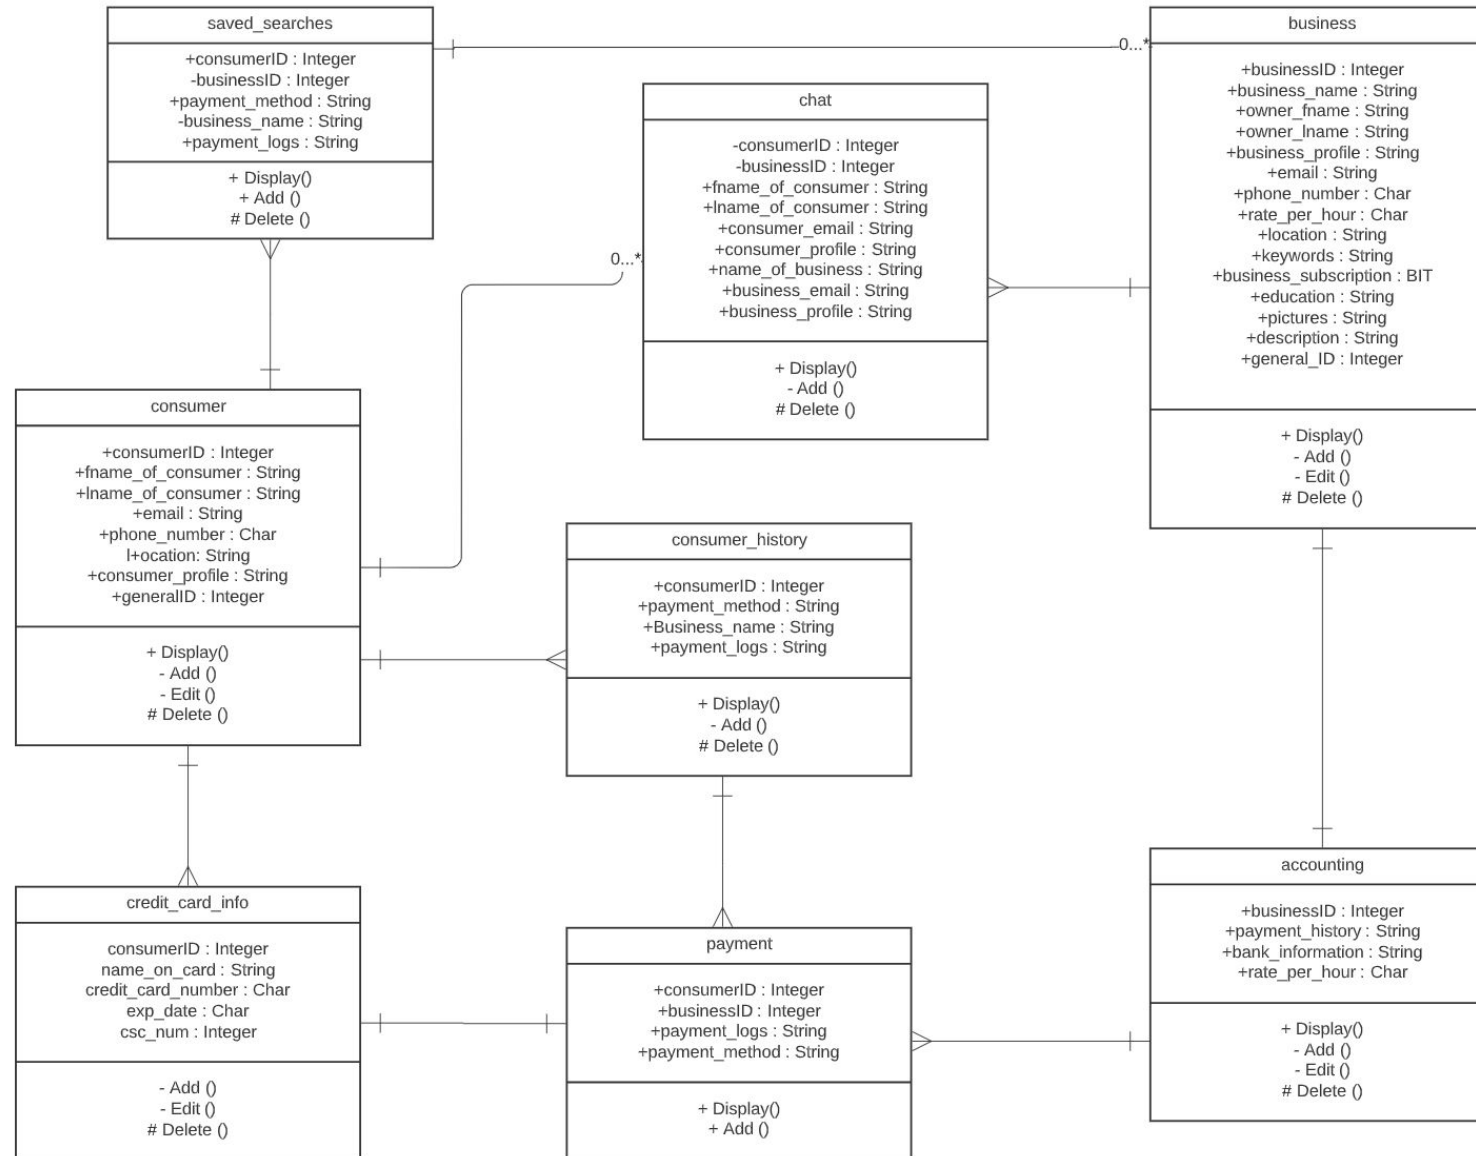 saved_searches
+consumerID : Integer
-businessID : Integer
+payment_method : String
-business_name : String
+payment_logs : String
+ Display()
+ Add ()
# Delete ()
0...*
business
+businessID : Integer
+business_name : String
+owner_fname : String
+owner_lname : String
+business_profile : String
+email : String
+phone_number : Char
+rate_per_hour : Char
+location : String
+keywords : String
+business_subscription : BIT
+education : String
+pictures : String
+description : String
+general_ID : Integer
+ Display()
- Add ()
- Edit ()
# Delete ()
chat
-consumerID : Integer
-businessID : Integer
+fname_of_consumer : String
+lname_of_consumer : String
+consumer_email : String
+consumer_profile : String
+name_of_business : String
+business_email : String
+business_profile : String
+ Display()
- Add ()
# Delete ()
0...*
consumer
+consumerID : Integer
+fname_of_consumer : String
+lname_of_consumer : String
+email : String
+phone_number : Char
l+ocation: String
+consumer_profile : String
+generalID : Integer
+ Display()
- Add ()
- Edit ()
# Delete ()
consumer_history
+consumerID : Integer
+payment_method : String
+Business_name : String
+payment_logs : String
+ Display()
- Add ()
# Delete ()
credit_card_info
consumerID : Integer
name_on_card : String
credit_card_number : Char
exp_date : Char
csc_num : Integer
- Add ()
- Edit ()
# Delete ()
payment
+consumerID : Integer
+businessID : Integer
+payment_logs : String
+payment_method : String
+ Display()
+ Add ()
accounting
+businessID : Integer
+payment_history : String
+bank_information : String
+rate_per_hour : Char
+ Display()
- Add ()
- Edit ()
# Delete ()